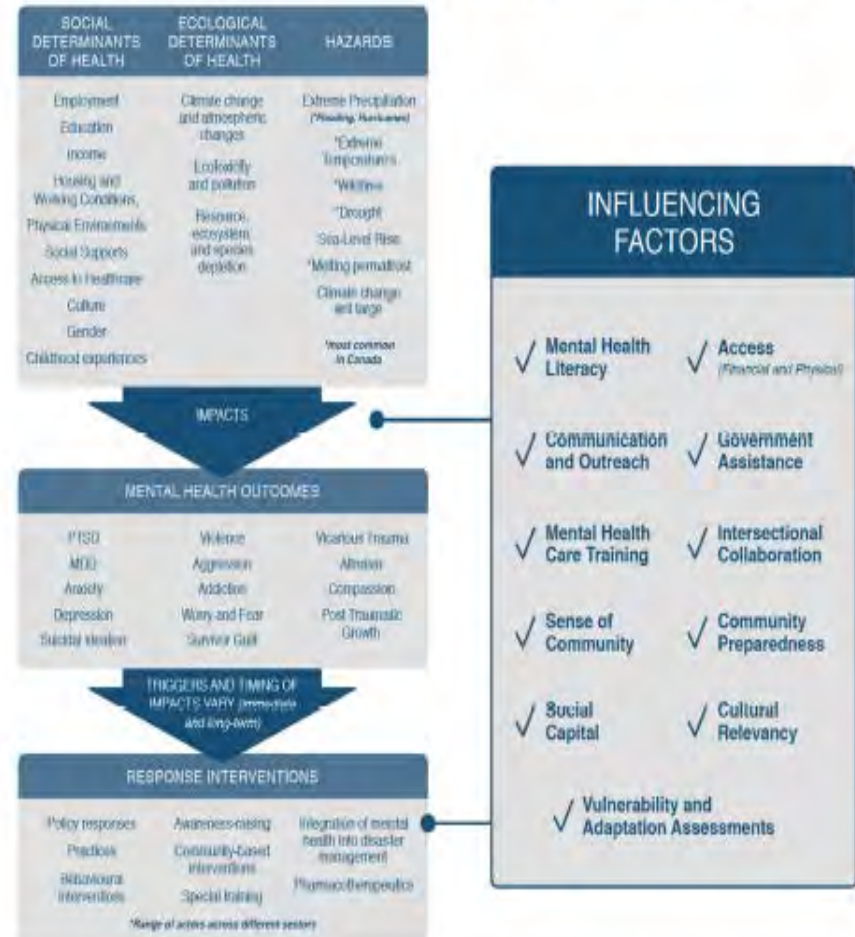 SOCIAL
DETERMINANTS
OF HEALTH
Employment
Education
Income
Housing and
Working Conditions,
Physical Environments
Social Supports
Access to Healthcare
Culture
Gender
Childhood experiences
ECOLOGICAL
DETERMINANTS
OF HEALTH
Climate change
and atmospheric
changes
Ecotoxicity
and pollution
Resource,
ecosystem,
and species
depletion
HAZARDS
Extreme Precipitation
(*Flooding, Hurricanes)
*Extreme
Temperatures
*Wildfires
*Drought
Sea-Level Rise
*Melting permafrost
Climate change
writ large
*most common
in Canada
IMPACTS
MENTAL HEALTH OUTCOMES
PTSD
MDD
Anxiety
Depression
Suicidal Ideation
Violence
Aggression
Addiction
Worry and Fear
Survivor Guilt
Vicarious Trauma
Altruism
Compassion
Post Traumatic
Growth
TRIGGERS AND TIMING OF
IMPACTS VARY (immediate
and long-term)
RESPONSE INTERVENTIONS
Policy responses
Practices
Behavioural
interventions
Awareness-raising
Community-based
interventions
Special training
Integration of mental
health into disaster
management
Pharmacotherapeutics
*Range of actors across different sectors
INFLUENCING
FACTORS
✓ Mental Health
Literacy
✓ Access
(Financial and Physical)
✓ Communication
and Outreach
✓ Government
Assistance
✓ Mental Health
Care Training
✓ Intersectional
Collaboration
✓ Sense of
Community
✓ Community
Preparedness
✓ Social
Capital
✓ Cultural
Relevancy
✓ Vulnerability and
Adaptation Assessments